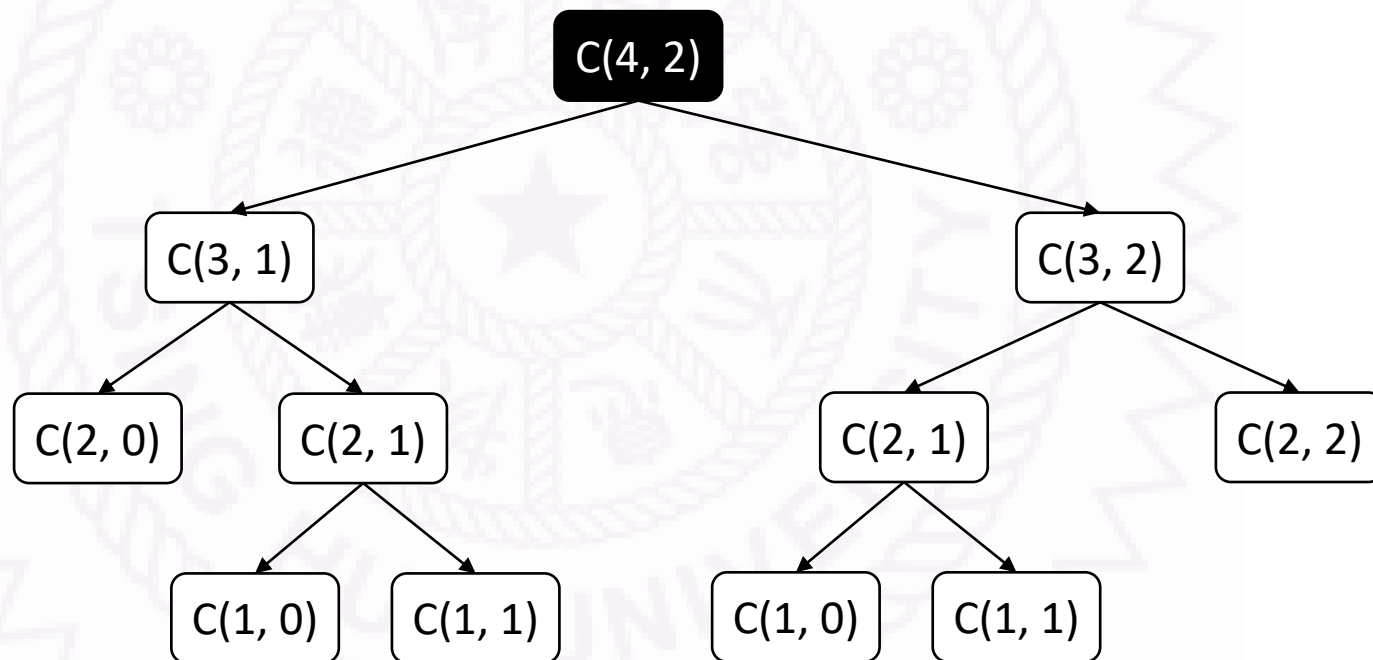 C(4, 2)
C(3, 1)
C(3, 2)
C(2, 0)
C(2, 1)
C(2, 1)
C(2, 2)
C(1, 0)
C(1, 1)
C(1, 0)
C(1, 1)